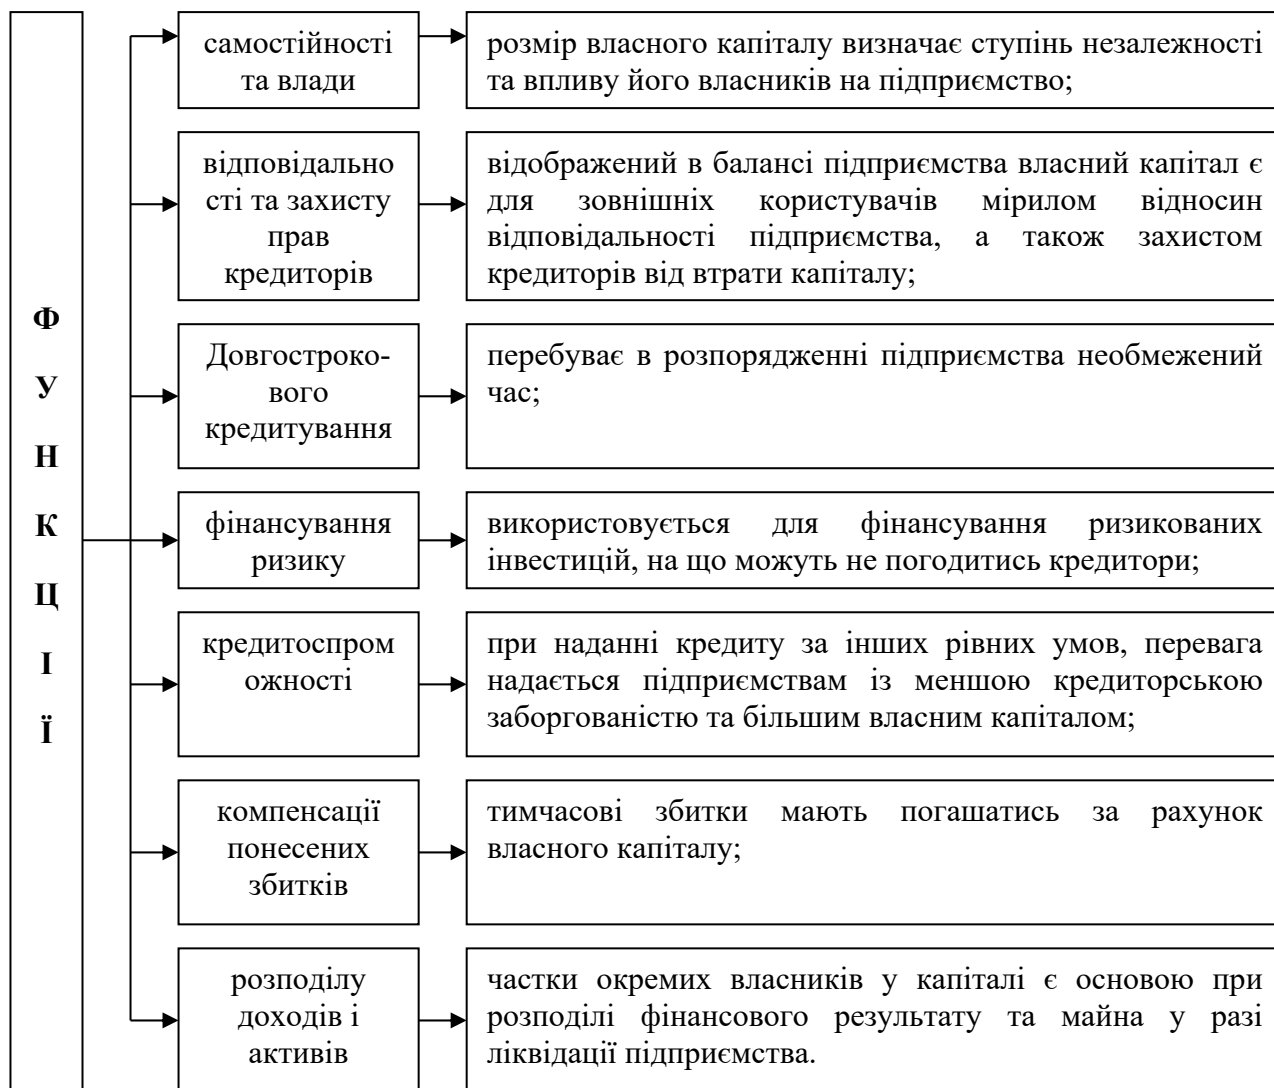 Ф
У
Н
К
Ц
І
Ї
самостійності
та влади
розмір власного капіталу визначає ступінь незалежності
та впливу його власників на підприємство;
відповідально
сті та захисту
прав
кредиторів
відображений в балансі підприємства власний капітал є
для зовнішніх користувачів мірилом відносин
відповідальності підприємства, а також захистом
кредиторів від втрати капіталу;
Довгостроко-
вого
кредитування
перебуває в розпорядженні підприємства необмежений
час;
фінансування
ризику
використовується для фінансування ризикованих
інвестицій, на що можуть не погодитись кредитори;
кредитоспром
ожності
при наданні кредиту за інших рівних умов, перевага
надається підприємствам із меншою кредиторською
заборгованістю та більшим власним капіталом;
компенсації
понесених
збитків
тимчасові збитки мають погашатись за рахунок
власного капіталу;
розподілу
доходів і
активів
частки окремих власників у капіталі є основою при
розподілі фінансового результату та майна у разі
ліквідації підприємства.